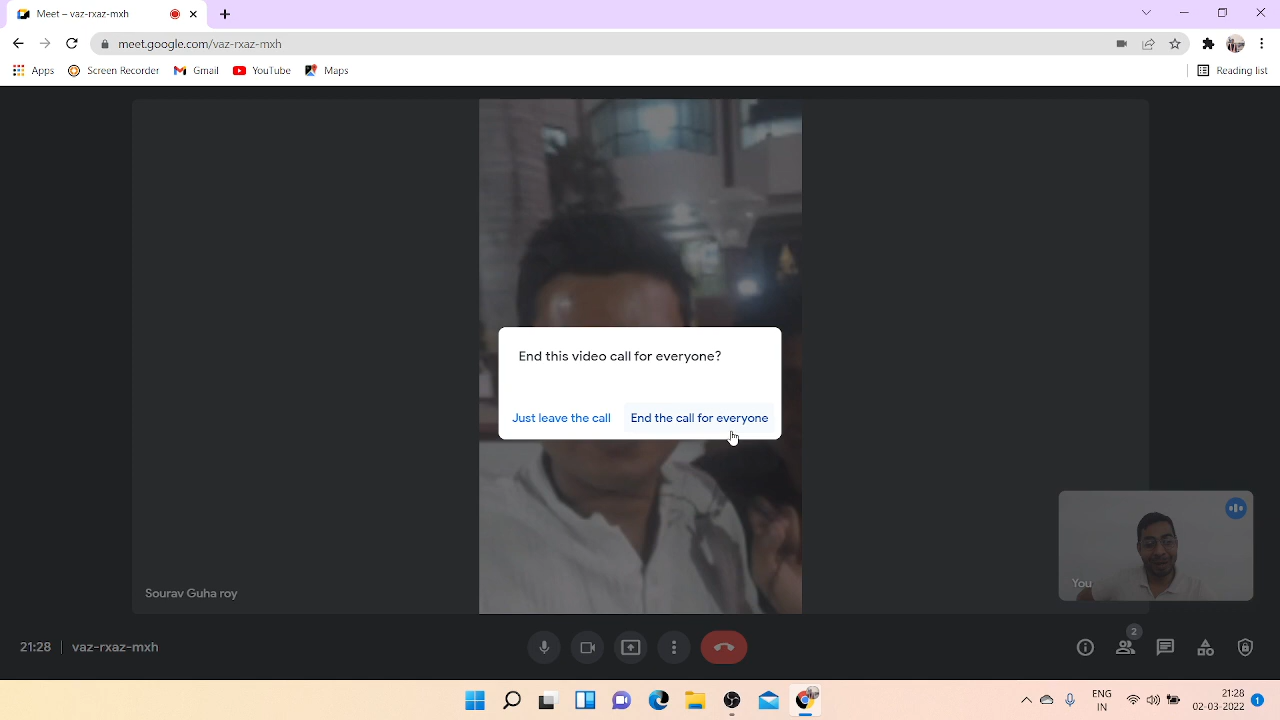 Meet – vaz-rxaz-mxh
meet.google.com/vaz-rxaz-mxh
Apps Screen Recorder Gmail YouTube Maps Reading list
End this video call for everyone?
Just leave the call End the call for everyone
You
Sourav Guha roy
2
21:28 vaz-rxaz-mxh
ENG 21:28
IN 02-03-2022 1